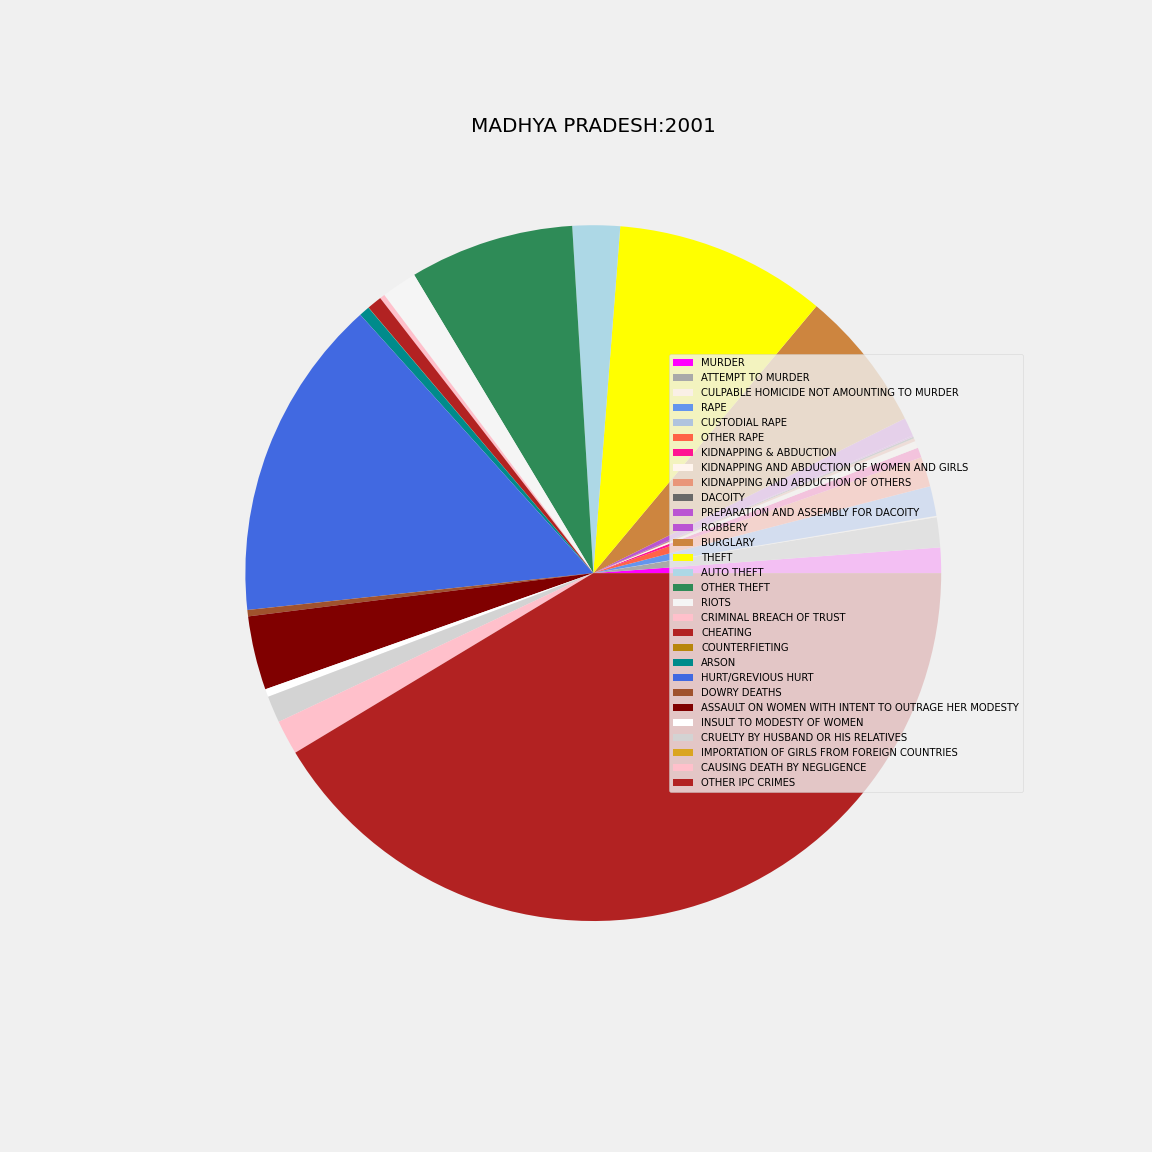 MADHYA PRADESH:2001
MURDER
ATTEMPT TO MURDER
CULPABLE HOMICIDE NOT AMOUNTING TO MURDER
RAPE
CUSTODIAL RAPE
OTHER RAPE
KIDNAPPING & ABDUCTION
KIDNAPPING AND ABDUCTION OF WOMEN AND GIRLS
KIDNAPPING AND ABDUCTION OF OTHERS
DACOITY
PREPARATION AND ASSEMBLY FOR DACOITY
ROBBERY
BURGLARY
THEFT
AUTO THEFT
OTHER THEFT
RIOTS
CRIMINAL BREACH OF TRUST
CHEATING
COUNTERFIETING
ARSON
HURT/GREVIOUS HURT
DOWRY DEATHS
ASSAULT ON WOMEN WITH INTENT TO OUTRAGE HER MODESTY
INSULT TO MODESTY OF WOMEN
CRUELTY BY HUSBAND OR HIS RELATIVES
IMPORTATION OF GIRLS FROM FOREIGN COUNTRIES
CAUSING DEATH BY NEGLIGENCE
OTHER IPC CRIMES